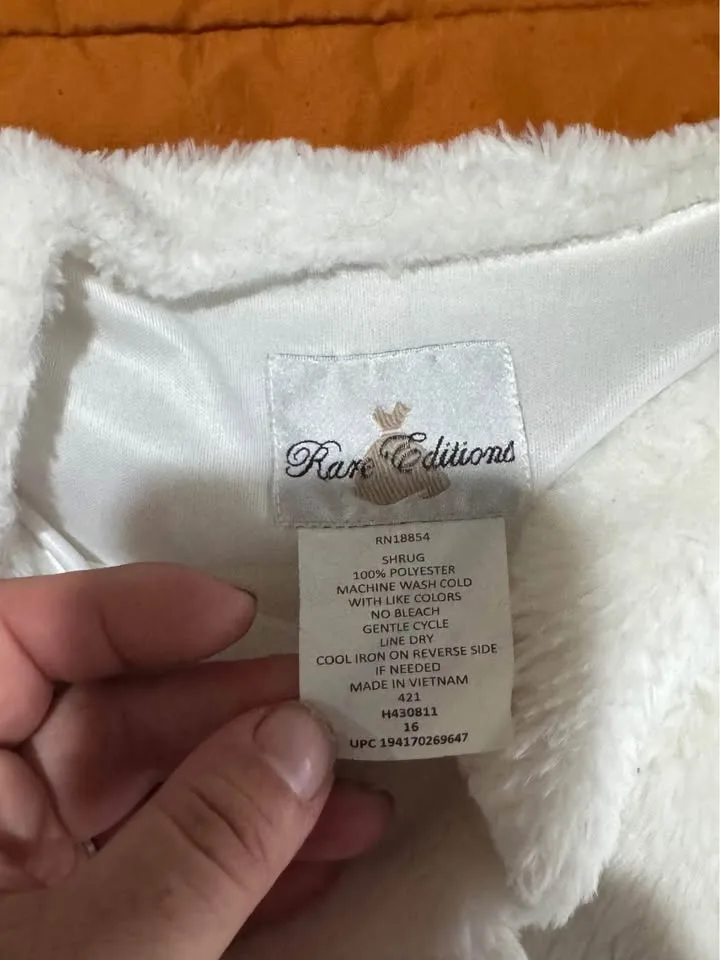 Rare Editions
RN18854
SHRUG
100% POLYESTER
MACHINE WASH COLD
WITH LIKE COLORS
NO BLEACH
GENTLE CYCLE
LINE DRY
COOL IRON ON REVERSE SIDE
IF NEEDED
MADE IN VIETNAM
421
H430811
16
UPC 194170269647